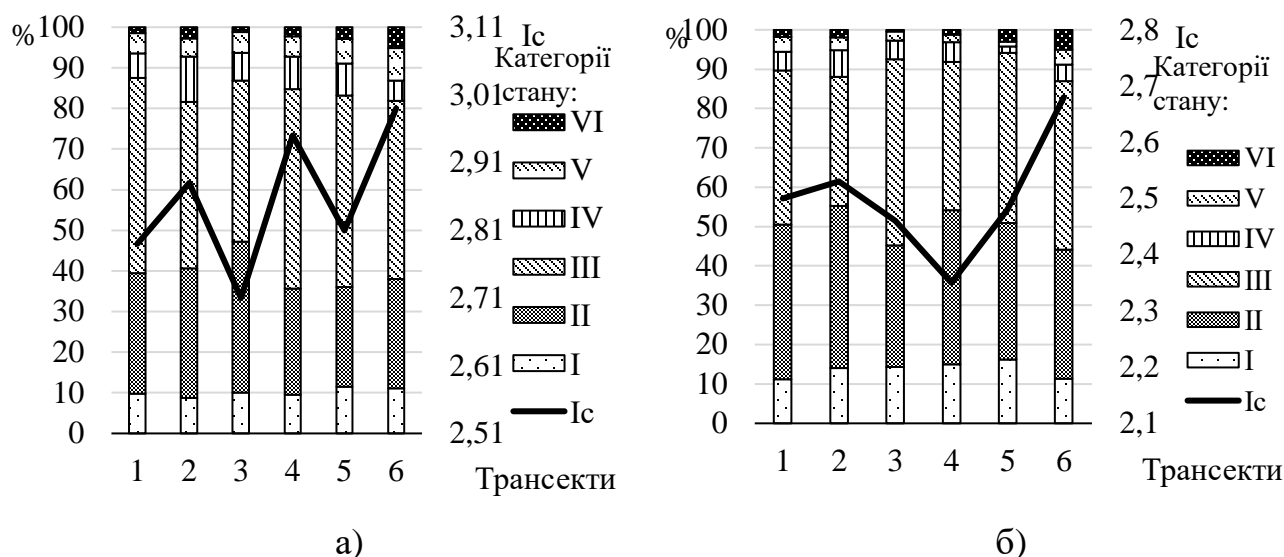 %
100
90
80
70
60
50
40
30
20
10
0
1 2 3 4 5 6
Трансекти
3,11
3,01
2,91
2,81
2,71
2,61
2,51
Іс
Категорії
стану:
VI
V
IV
III
II
I
Іс
а)
%
100
90
80
70
60
50
40
30
20
10
0
1 2 3 4 5 6
Трансекти
2,8
2,7
2,6
2,5
2,4
2,3
2,2
2,1
Іс
Категорії
стану:
VI
V
IV
III
II
I
Іс
б)